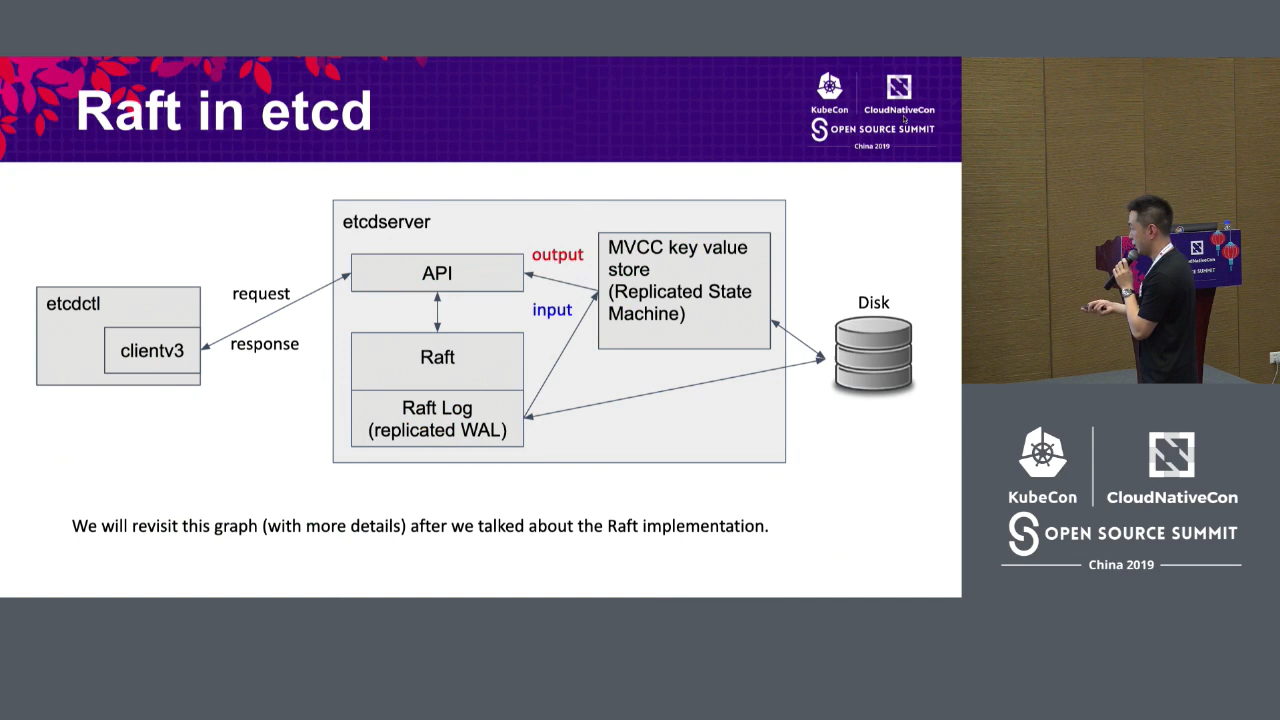 Raft in etcd
KubeCon
CloudNativeCon
OPEN SOURCE SUMMIT
China 2019
etcdserver
API
output
MVCC key value
store
(Replicated State
Machine)
request
input
etcdctl
clientv3
response
Disk
Raft
Raft Log
(replicated WAL)
We will revisit this graph (with more details) after we talked about the Raft implementation.
KubeCon
CloudNativeCon
OPEN SOURCE SUMMIT
China 2019